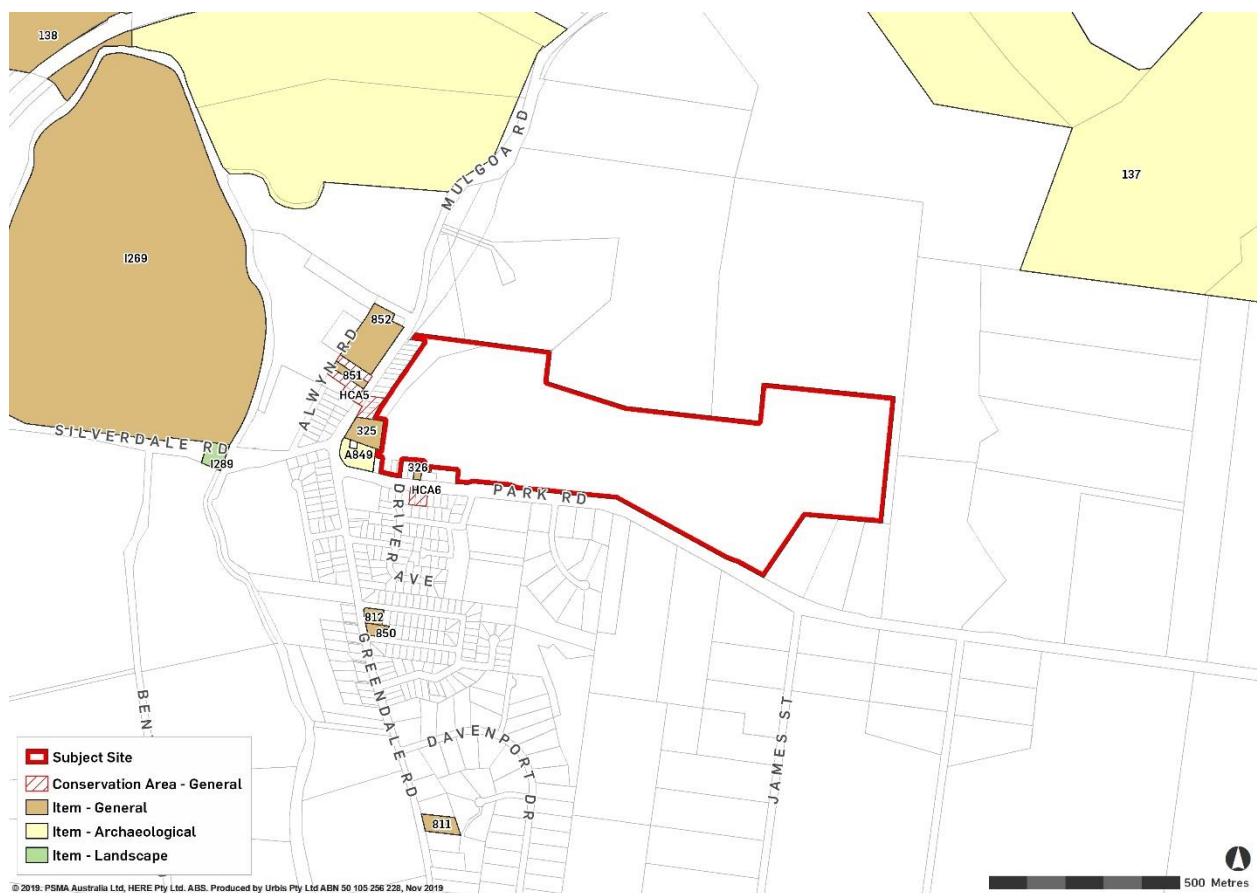 138
137
MULGOA RD
I269
852
ALWYN RD
851
HCA5
325
SILVERDALE RD
A849
I289
326
HCA6
PARK RD
DRIVER AVE
812
850
GREENDALE RD
BEN
DAVENPORT DR
JAMES ST
811
Subject Site
Conservation Area - General
Item - General
Item - Archaeological
Item - Landscape
500 Metres
© 2019. PSMA Australia Ltd, HERE Pty Ltd. ABS. Produced by Urbis Pty Ltd ABN 50 105 256 228, Nov 2019